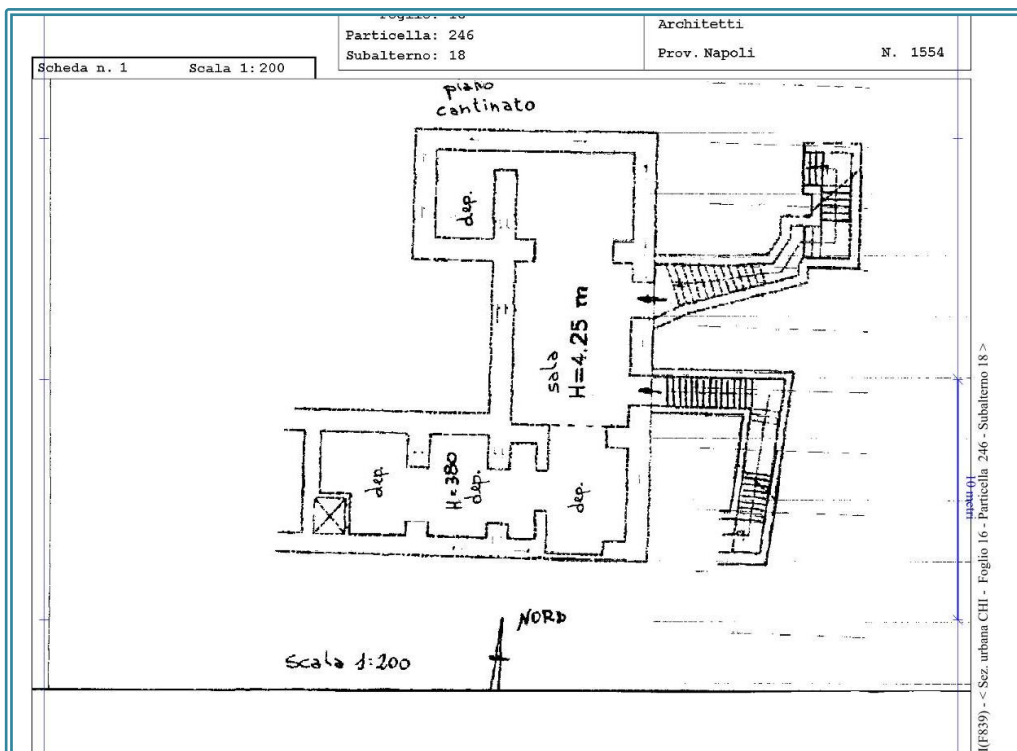 Particella: 246
Subalterno: 18
Architetti
Prov. Napoli N. 1554
Scheda n. 1 Scala 1:200
piano
cantinato
dep.
sala
H=4.25 m
dep.
H=380
dep.
dep.
NORD
Scala 1:200
10 metri
I(F839) - < Sez. urbana CHI - Foglio 16 - Particella 246 - Subalterno 18 >